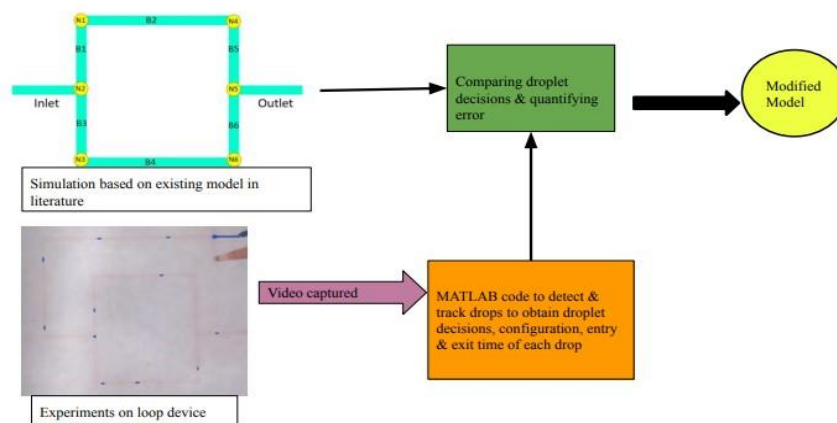 N1
B2
N4
B1
B5
N2
N5
Inlet
Outlet
B3
B6
N3
B4
N6
Simulation based on existing model in
literature
Comparing droplet
decisions & quantifying
error
Modified
Model
Video captured
MATLAB code to detect &
track drops to obtain droplet
decisions, configuration, entry
& exit time of each drop
Experiments on loop device